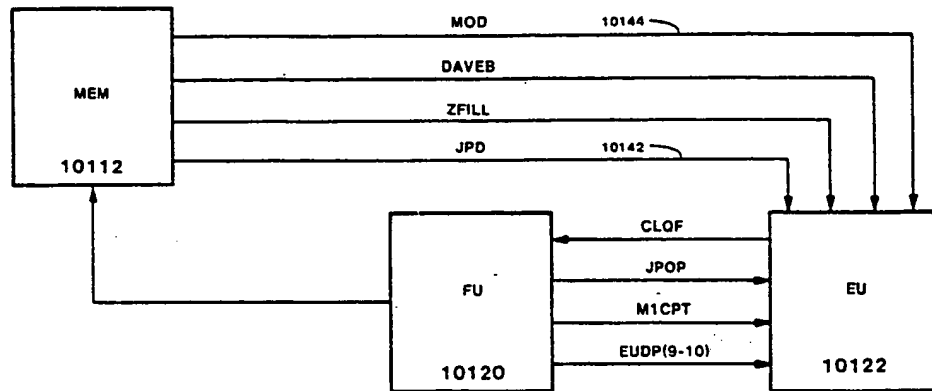 MOD
10144
DAVEB
MEM
ZFILL
JPD
10142
10112
CLQF
JPOP
FU
EU
M1CPT
EUDP(9-10)
10120
10122